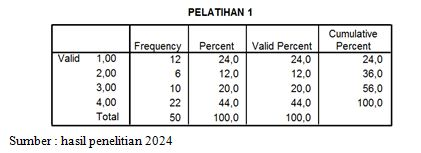 PELATIHAN 1
Frequency Percent Valid Percent Cumulative Percent
Valid 1,00 12 24,0 24,0 24,0
2,00 6 12,0 12,0 36,0
3,00 10 20,0 20,0 56,0
4,00 22 44,0 44,0 100,0
Total 50 100,0 100,0
Sumber : hasil penelitian 2024